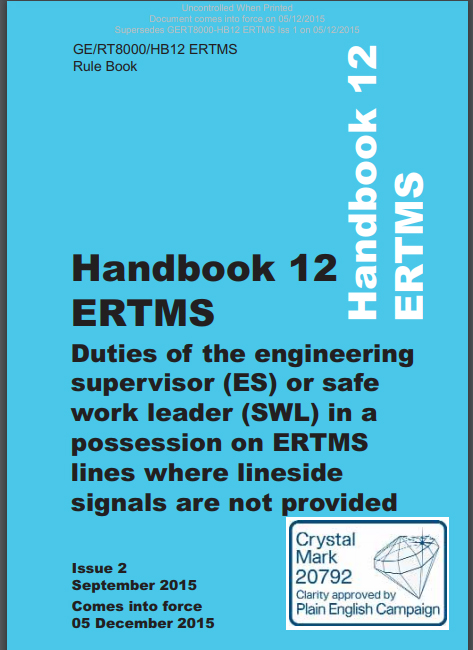 Uncontrolled When Printed
Document comes into force on 05/12/2015
Supersedes GERT8000-HB12 ERTMS Iss 1 on 05/12/2015
GE/RT8000/HB12 ERTMS
Rule Book
Handbook 12
ERTMS
Handbook 12
ERTMS
Duties of the engineering
supervisor (ES) or safe
work leader (SWL) in a
possession on ERTMS
lines where lineside
signals are not provided
Crystal
Mark
20792
Clarity approved by
Plain English Campaign
Issue 2
September 2015
Comes into force
05 December 2015